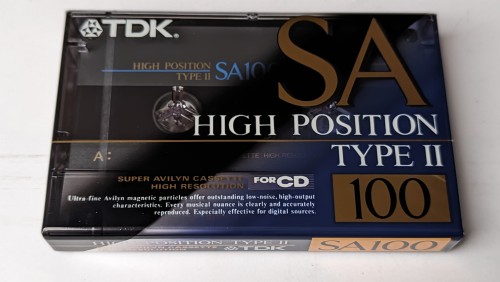 TDK
SA
HIGH POSITION
TYPE II
SA100
HIGH POSITION
TYPE II
A:
SUPER AVILYN CASSETTE
HIGH RESOLUTION
FOR CD
100
Ultra-fine Avilyn magnetic particles offer outstanding low-noise, high-output
characteristics. Every musical nuance is clearly and accurately
reproduced. Especially effective for digital sources.
HIGH POSITION TYPE II
TDK
SA100